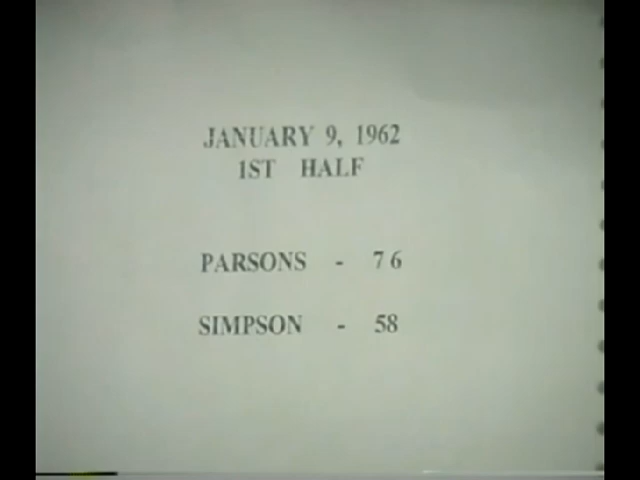 JANUARY 9, 1962
1ST HALF
PARSONS - 76
SIMPSON - 58